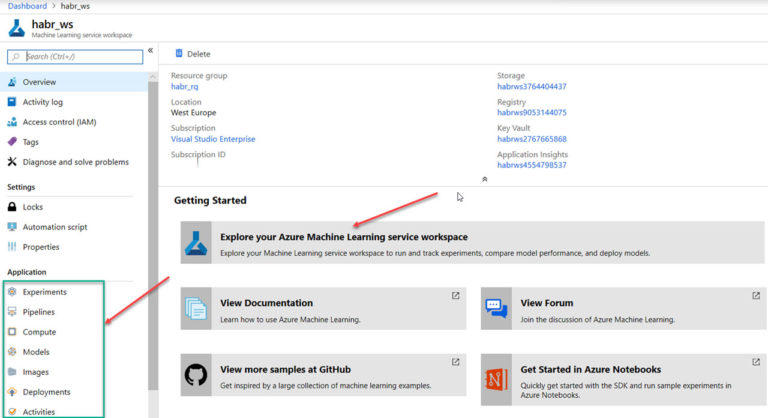 Dashboard > habr_ws
habr_ws
Machine Learning service workspace
Search (Ctrl+/)
«
Overview
Activity log
Access control (IAM)
Tags
Diagnose and solve problems
Settings
Locks
Automation script
Properties
Application
Experiments
Pipelines
Compute
Models
Images
Deployments
Activities
Delete
Resource group
habr_rq
Location
West Europe
Subscription
Visual Studio Enterprise
Subscription ID
Storage
habrws3764404437
Registry
habrws9053144075
Key Vault
habrws2767665868
Application Insights
habrws4554798537
Getting Started
Explore your Azure Machine Learning service workspace
Explore your Machine Learning service workspace to run and track experiments, compare model performance, and deploy models.
View Documentation
Learn how to use Azure Machine Learning.
View Forum
Join the discussion of Azure Machine Learning.
View more samples at GitHub
Get inspired by a large collection of machine learning examples.
Get Started in Azure Notebooks
Quickly get started with the SDK and run sample experiments in
Azure Notebooks.